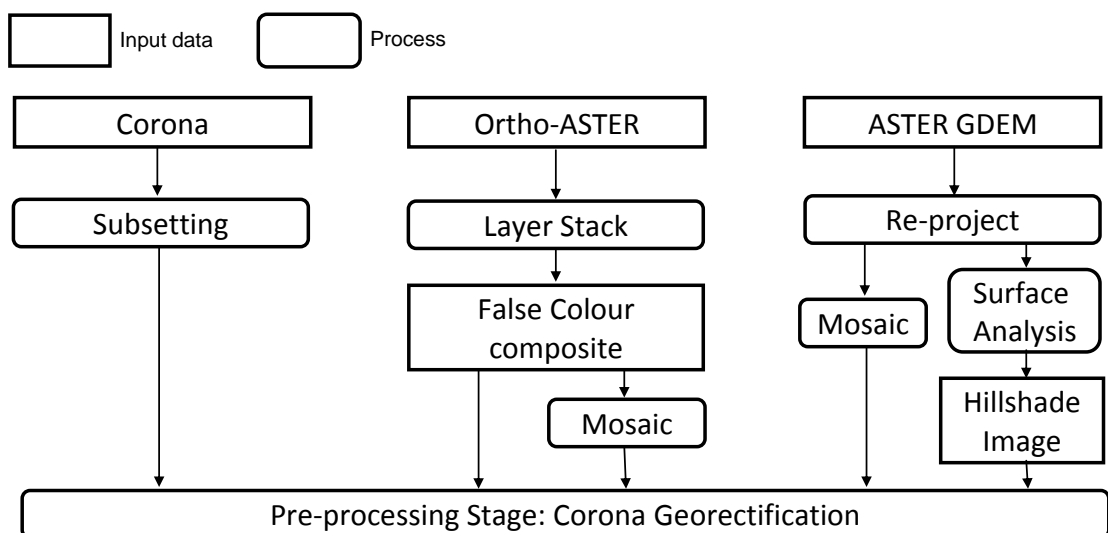 Input data
Process
Corona
Ortho-ASTER
ASTER GDEM
Subsetting
Layer Stack
Re-project
False Colour
composite
Mosaic
Surface
Analysis
Mosaic
Hillshade
Image
Pre-processing Stage: Corona Georectification